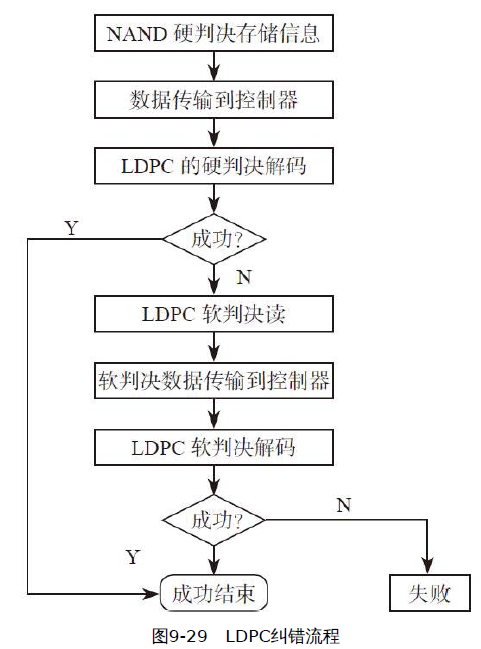 NAND 硬判决存储信息
数据传输到控制器
LDPC 的硬判决解码
Y
成功?
N
LDPC 软判决读
软判决数据传输到控制器
LDPC 软判决解码
成功?
N
Y
成功结束
失败
图9-29 LDPC纠错流程